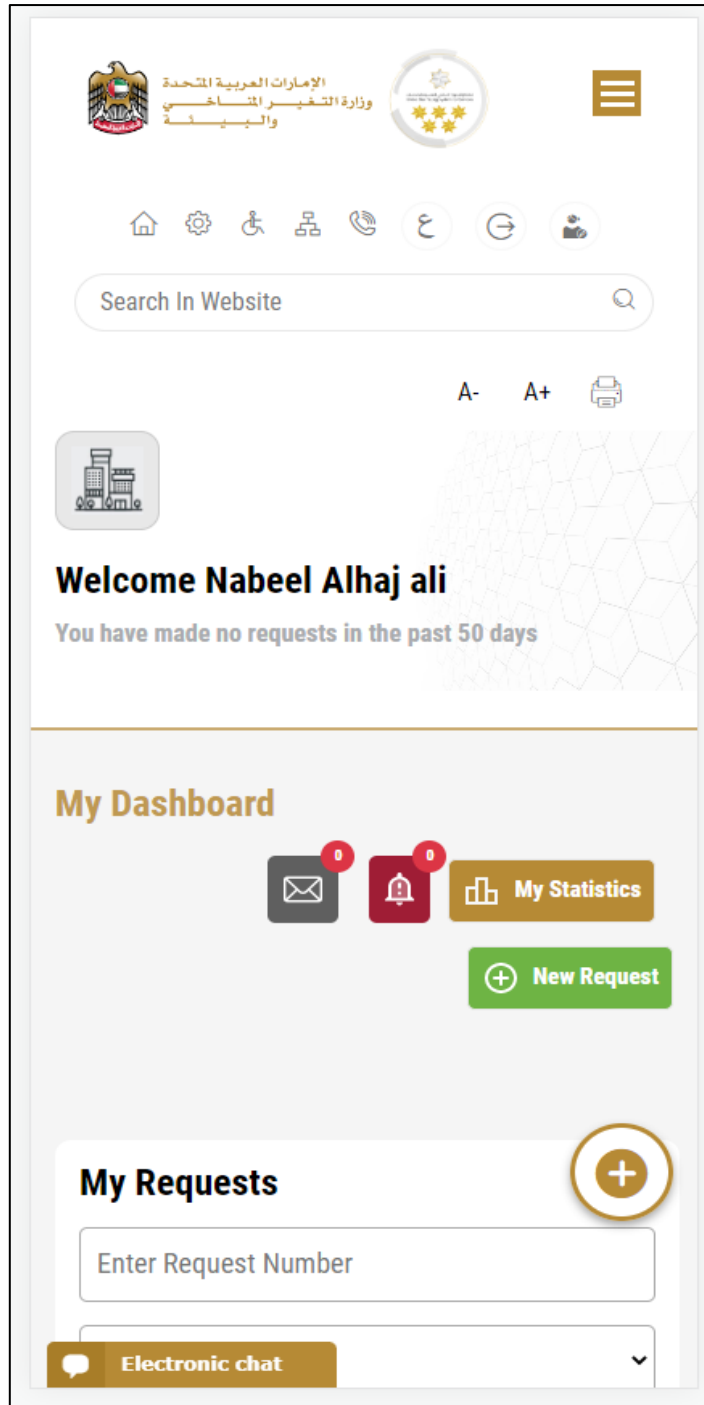 الإمارات العربية المتحدة
وزارة التغير المناخي
والبيئة
ع
Search In Website
A- A+
Welcome Nabeel Alhaj ali
You have made no requests in the past 50 days
My Dashboard
0 0
My Statistics
New Request
My Requests
Enter Request Number
Electronic chat